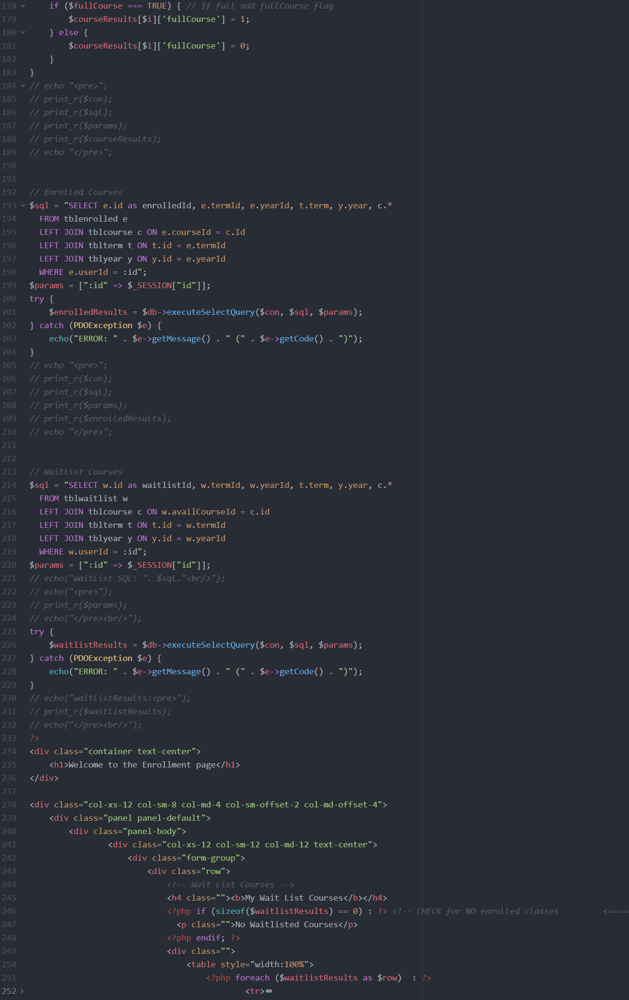 178     if ($fullCourse === TRUE) { // If full add fullCourse flag
179         $courseResults[$i]['fullCourse'] = 1;
180     } else {
181         $courseResults[$i]['fullCourse'] = 0;
182     }
183 }
184 // echo "<pre>";
185 // print_r($con);
186 // print_r($sql);
187 // print_r($params);
188 // print_r($courseResults);
189 // echo "</pre>";
190
191
192 // Enrolled Courses
193 $sql = "SELECT e.id as enrolledId, e.termId, e.yearId, t.term, y.year, c.*
194   FROM tblenrolled e
195   LEFT JOIN tblcourse c ON e.courseId = c.Id
196   LEFT JOIN tblterm t ON t.id = e.termId
197   LEFT JOIN tblyear y ON y.id = e.yearId
198   WHERE e.userId = :id";
199 $params = [":id" => $_SESSION["id"]];
200 try {
201     $enrolledResults = $db->executeSelectQuery($con, $sql, $params);
202 } catch (PDOException $e) {
203     echo("ERROR: " . $e->getMessage() . " (" . $e->getCode() . ")");
204 }
205 // echo "<pre>";
206 // print_r($con);
207 // print_r($sql);
208 // print_r($params);
209 // print_r($enrolledResults);
210 // echo "</pre>";
211
212
213 // Waitlist Courses
214 $sql = "SELECT w.id as waitlistId, w.termId, w.yearId, t.term, y.year, c.*
215   FROM tblwaitlist w
216   LEFT JOIN tblcourse c ON w.availCourseId = c.id
217   LEFT JOIN tblterm t ON t.id = w.termId
218   LEFT JOIN tblyear y ON y.id = w.yearId
219   WHERE w.userId = :id";
220 $params = [":id" => $_SESSION["id"]];
221 // echo("waitList SQL: ". $sql."<br/>");
222 // echo("<pre>");
223 // print_r($params);
224 // echo("</pre><br/>");
225 try {
226     $waitlistResults = $db->executeSelectQuery($con, $sql, $params);
227 } catch (PDOException $e) {
228     echo("ERROR: " . $e->getMessage() . " (" . $e->getCode() . ")");
229 }
230 // echo("waitlistResults:<pre>");
231 // print_r($waitlistResults);
232 // echo("</pre><br/>");
233 ?>
234 <div class="container text-center">
235     <h1>Welcome to the Enrollment page</h1>
236 </div>
237
238 <div class="col-xs-12 col-sm-8 col-md-4 col-sm-offset-2 col-md-offset-4">
239     <div class="panel panel-default">
240         <div class="panel-body">
241                 <div class="col-xs-12 col-sm-12 col-md-12 text-center">
242                     <div class="form-group">
243                         <div class="row">
244                             <!-- Wait List Courses -->
245                             <h4 class=""><b>My Wait List Courses</b></h4>
246                             <?php if (sizeof($waitlistResults) == 0) : ?> <!-- CHECK for NO enrolled classes         <====
247                               <p class="">No Waitlisted Courses</p>
248                             <?php endif; ?>
249                             <div class="">
250                                 <table style="width:100%">
251                                     <?php foreach ($waitlistResults as $row)  : ?>
252                                             <tr>